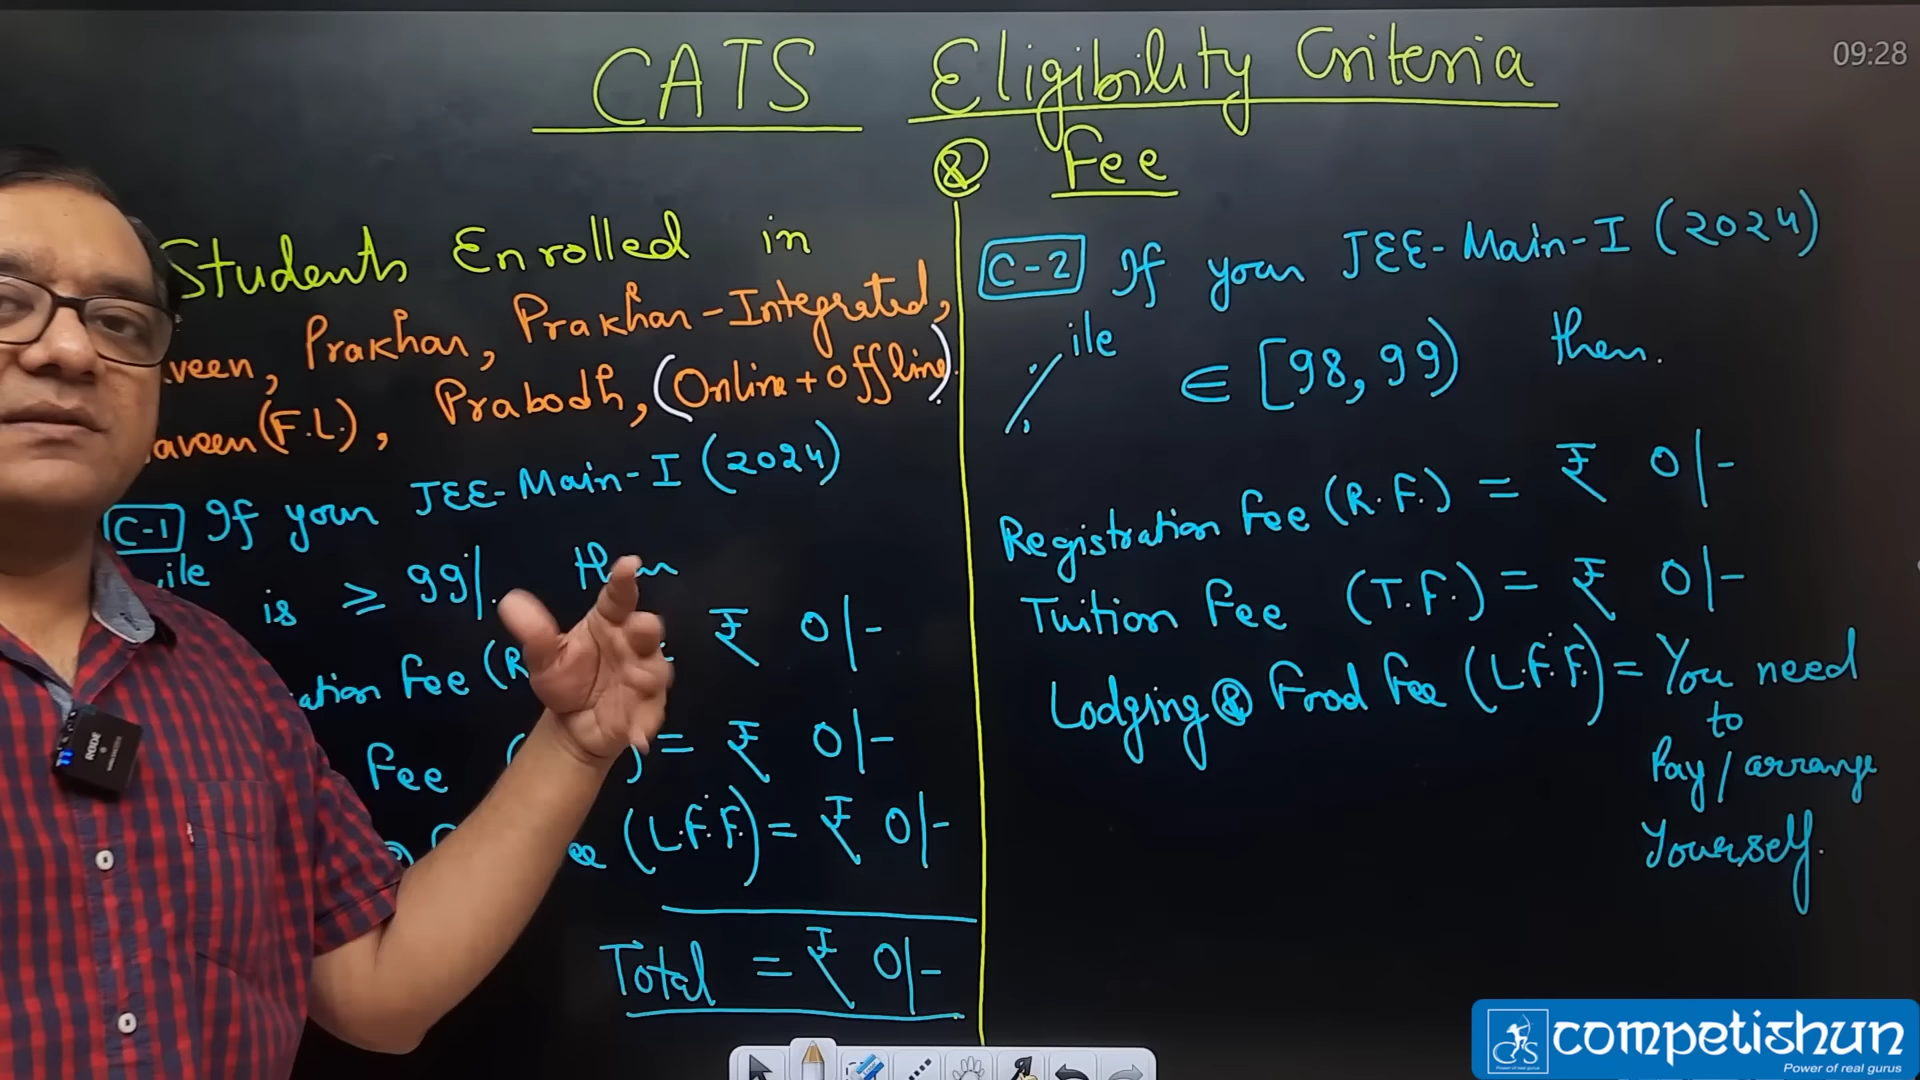 09:28
CATS Eligibility Criteria
& Fee
Students Enrolled in
veen, Prakhar, Prakhar-Integrated,
aveen (F.L.), Prabodh, (Online + offline).
C-1 If your JEE-Main-I (2024)
%ile is ≥ 99%. then
ation Fee (R = ₹ 0/-
Fee ( ) = ₹ 0/-
ee (L.F.F.) = ₹ 0/-
Total = ₹ 0/-
C-2 If your JEE-Main-I (2024)
%ile ∈ [98, 99) then.
Registration Fee (R.F.) = ₹ 0/-
Tuition Fee (T.F.) = ₹ 0/-
Lodging & Food Fee (L.F.F.) = You need
to
Pay/arrange
Yourself.
RODE
competishun
Power of real gurus